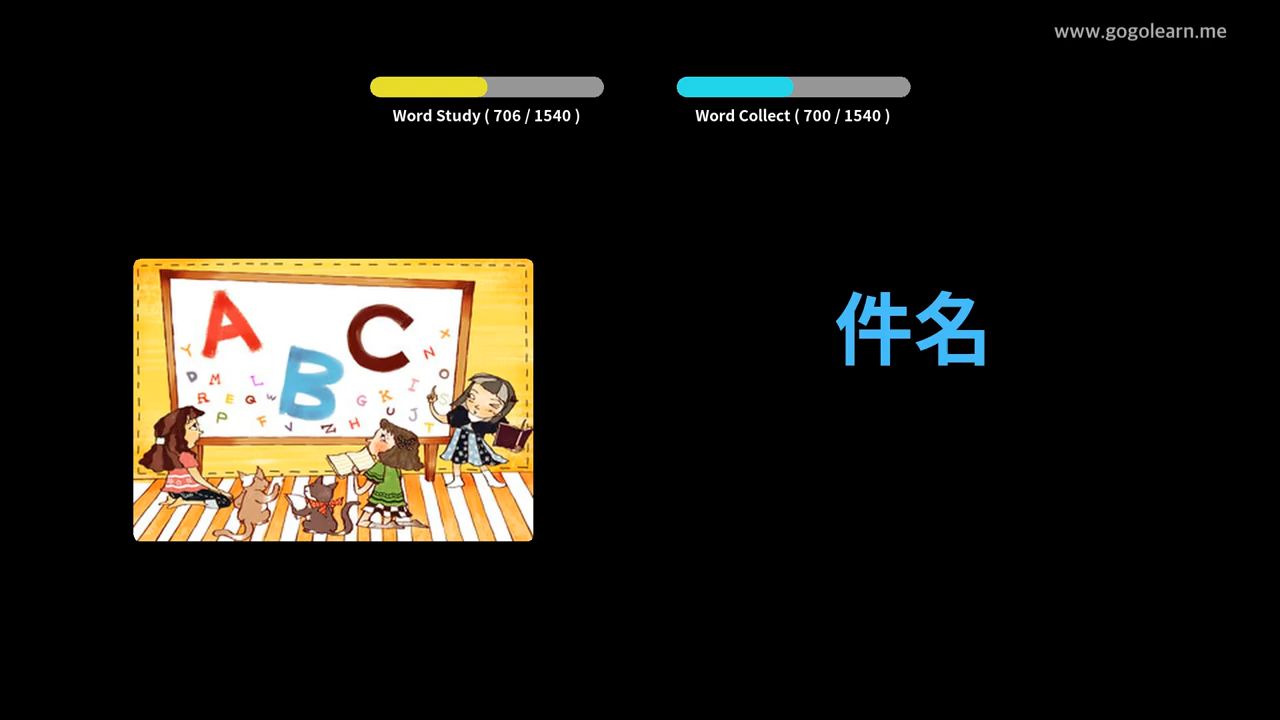 www.gogolearn.me
Word Study ( 706 / 1540 )
Word Collect ( 700 / 1540 )
A
B
C
Y
X
N
D M L O
R E Q W G K I S
P F V Z H U J T
件名